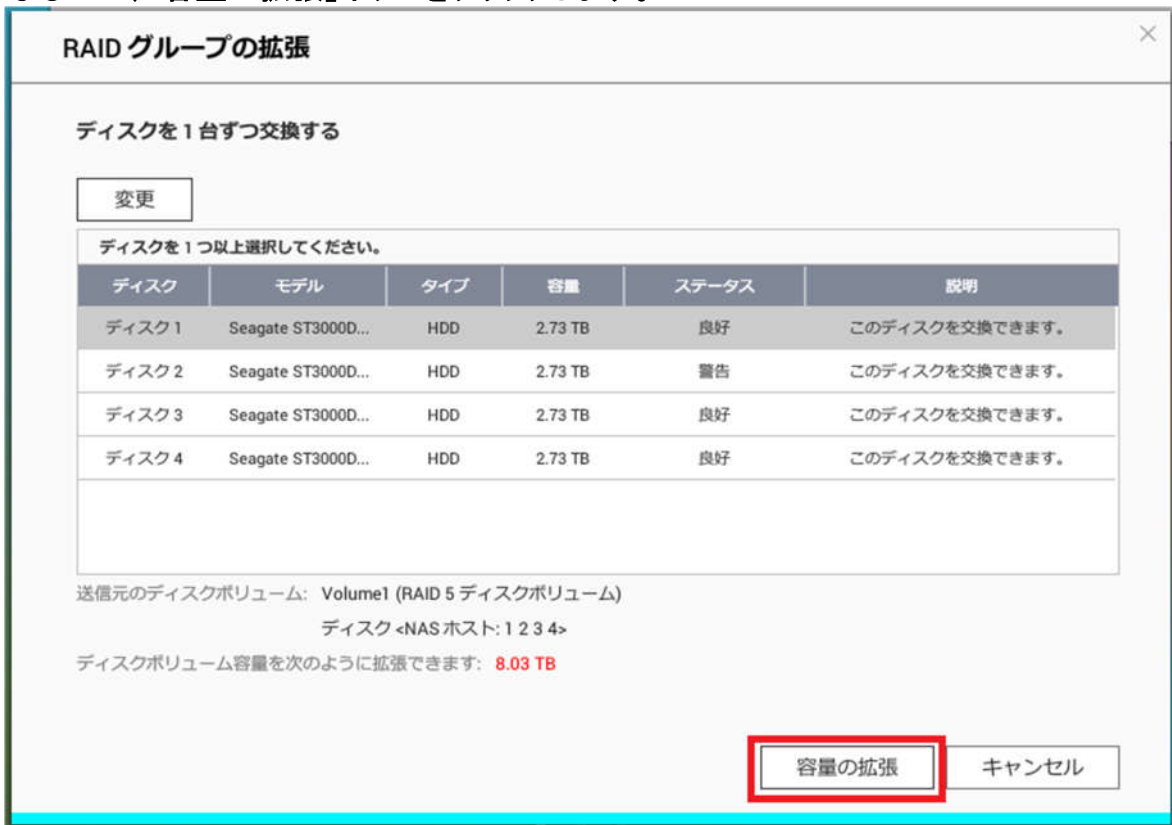 RAID グループの拡張
ディスクを 1 台ずつ交換する
変更
ディスクを 1 つ以上選択してください。
ディスク モデル タイプ 容量 ステータス 説明
ディスク 1 Seagate ST3000D... HDD 2.73 TB 良好 このディスクを交換できます。
ディスク 2 Seagate ST3000D... HDD 2.73 TB 警告 このディスクを交換できます。
ディスク 3 Seagate ST3000D... HDD 2.73 TB 良好 このディスクを交換できます。
ディスク 4 Seagate ST3000D... HDD 2.73 TB 良好 このディスクを交換できます。
送信元のディスクボリューム: Volume1 (RAID 5 ディスクボリューム)
ディスク <NAS ホスト: 1 2 3 4>
ディスクボリューム容量を次のように拡張できます: 8.03 TB
容量の拡張 キャンセル